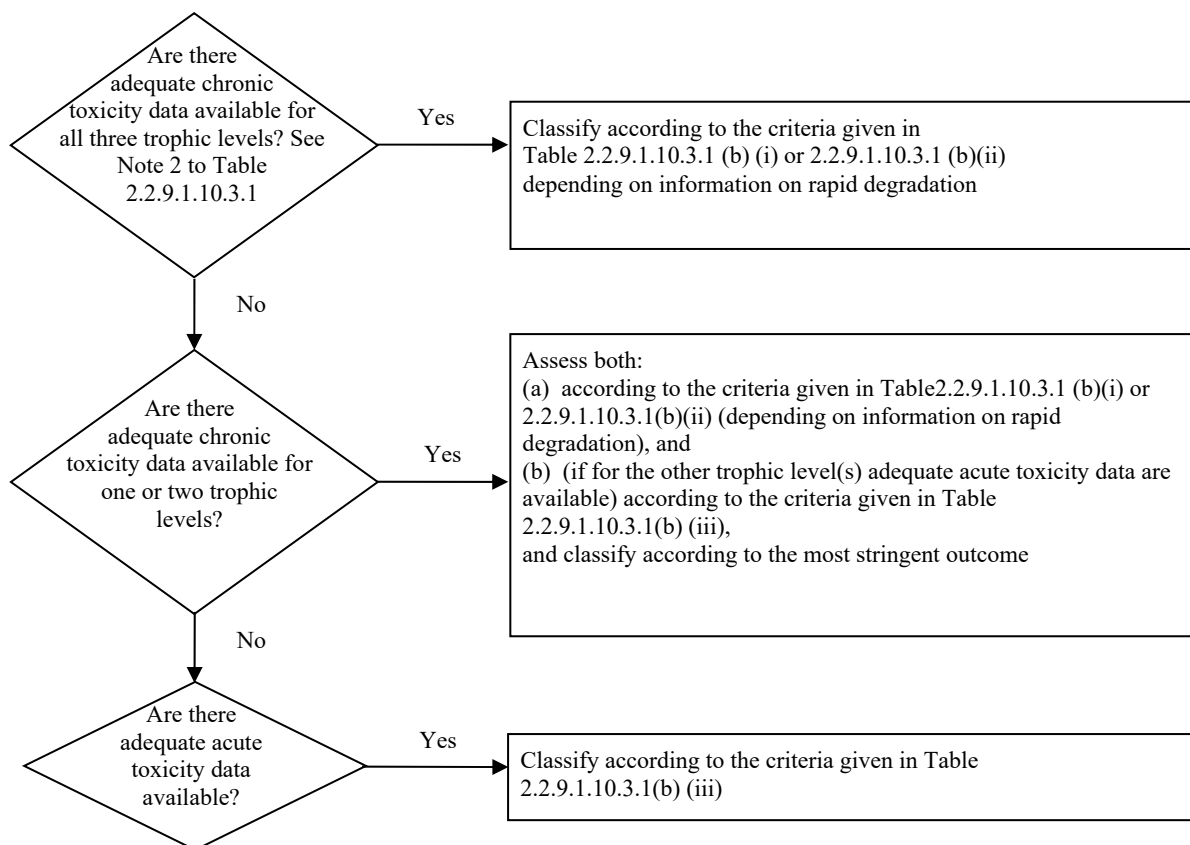 Are there
adequate chronic
toxicity data available for
all three trophic levels? See
Note 2 to Table
2.2.9.1.10.3.1
Yes
Classify according to the criteria given in
Table 2.2.9.1.10.3.1 (b) (i) or 2.2.9.1.10.3.1 (b)(ii)
depending on information on rapid degradation
No
Are there
adequate chronic
toxicity data available for
one or two trophic
levels?
Yes
Assess both:
(a)  according to the criteria given in Table2.2.9.1.10.3.1 (b)(i) or
2.2.9.1.10.3.1(b)(ii) (depending on information on rapid
degradation), and
(b)  (if for the other trophic level(s) adequate acute toxicity data are
available) according to the criteria given in Table
2.2.9.1.10.3.1(b) (iii),
and classify according to the most stringent outcome
No
Are there
adequate acute
toxicity data
available?
Yes
Classify according to the criteria given in Table
2.2.9.1.10.3.1(b) (iii)